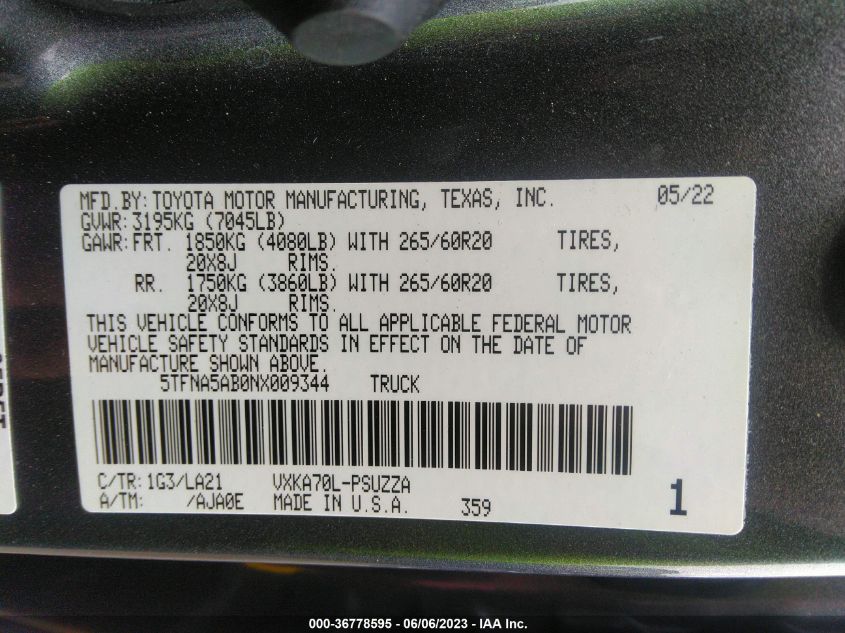 MFD.BY: TOYOTA MOTOR MANUFACTURING, TEXAS, INC. 05/22
GVWR: 3195KG (7045LB)
GAWR: FRT. 1850KG (4080LB) WITH 265/60R20 TIRES,
20X8J RIMS.
RR. 1750KG (3860LB) WITH 265/60R20 TIRES,
20X8J RIMS.
THIS VEHICLE CONFORMS TO ALL APPLICABLE FEDERAL MOTOR
VEHICLE SAFETY STANDARDS IN EFFECT ON THE DATE OF
MANUFACTURE SHOWN ABOVE.
5TFNA5AB0NX009344 TRUCK
C/TR: 1G3/LA21 VXKA70L-PSUZZA
A/TM: /AJA0E MADE IN U.S.A. 359 1
000-36778595 - 06/06/2023 - IAA Inc.